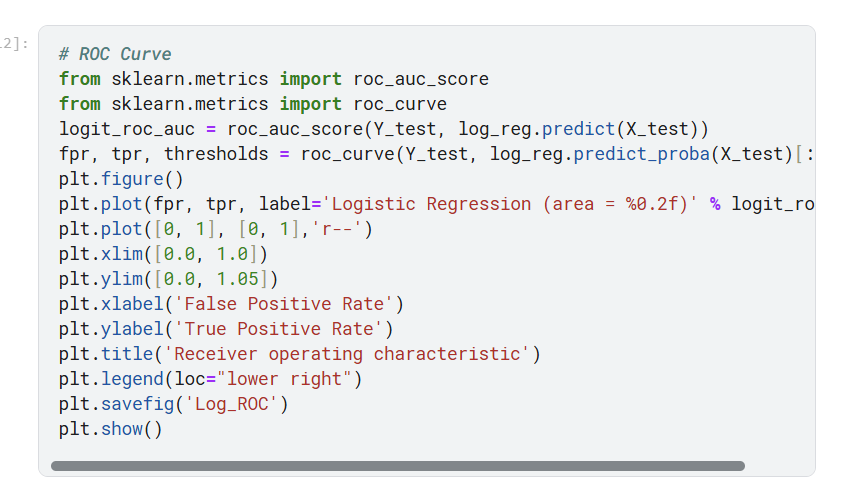 2]:
# ROC Curve
from sklearn.metrics import roc_auc_score
from sklearn.metrics import roc_curve
logit_roc_auc = roc_auc_score(Y_test, log_reg.predict(X_test))
fpr, tpr, thresholds = roc_curve(Y_test, log_reg.predict_proba(X_test)[:
plt.figure()
plt.plot(fpr, tpr, label='Logistic Regression (area = %0.2f)' % logit_ro
plt.plot([0, 1], [0, 1],'r--')
plt.xlim([0.0, 1.0])
plt.ylim([0.0, 1.05])
plt.xlabel('False Positive Rate')
plt.ylabel('True Positive Rate')
plt.title('Receiver operating characteristic')
plt.legend(loc="lower right")
plt.savefig('Log_ROC')
plt.show()